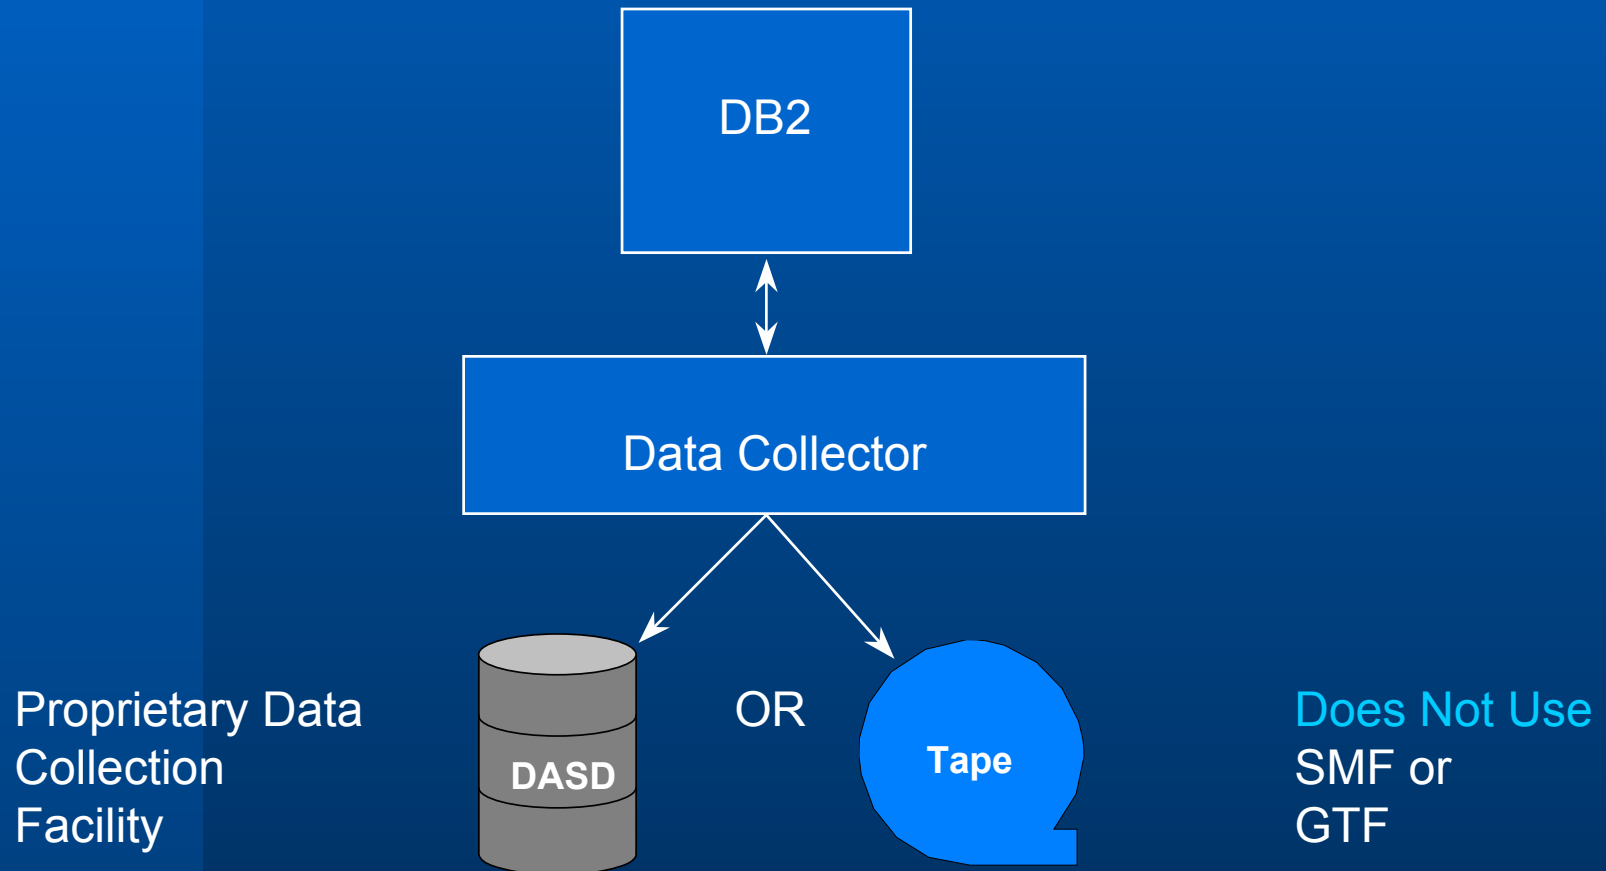 DB2
Data Collector
Proprietary Data
Collection
Facility
DASD
OR
Tape
Does Not Use
SMF or
GTF